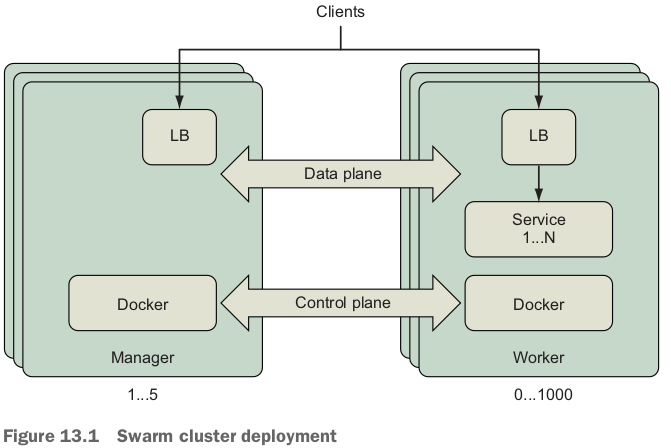 Clients
LB
LB
Data plane
Service
1...N
Docker
Control plane
Docker
Manager
Worker
1...5
0...1000
Figure 13.1 Swarm cluster deployment